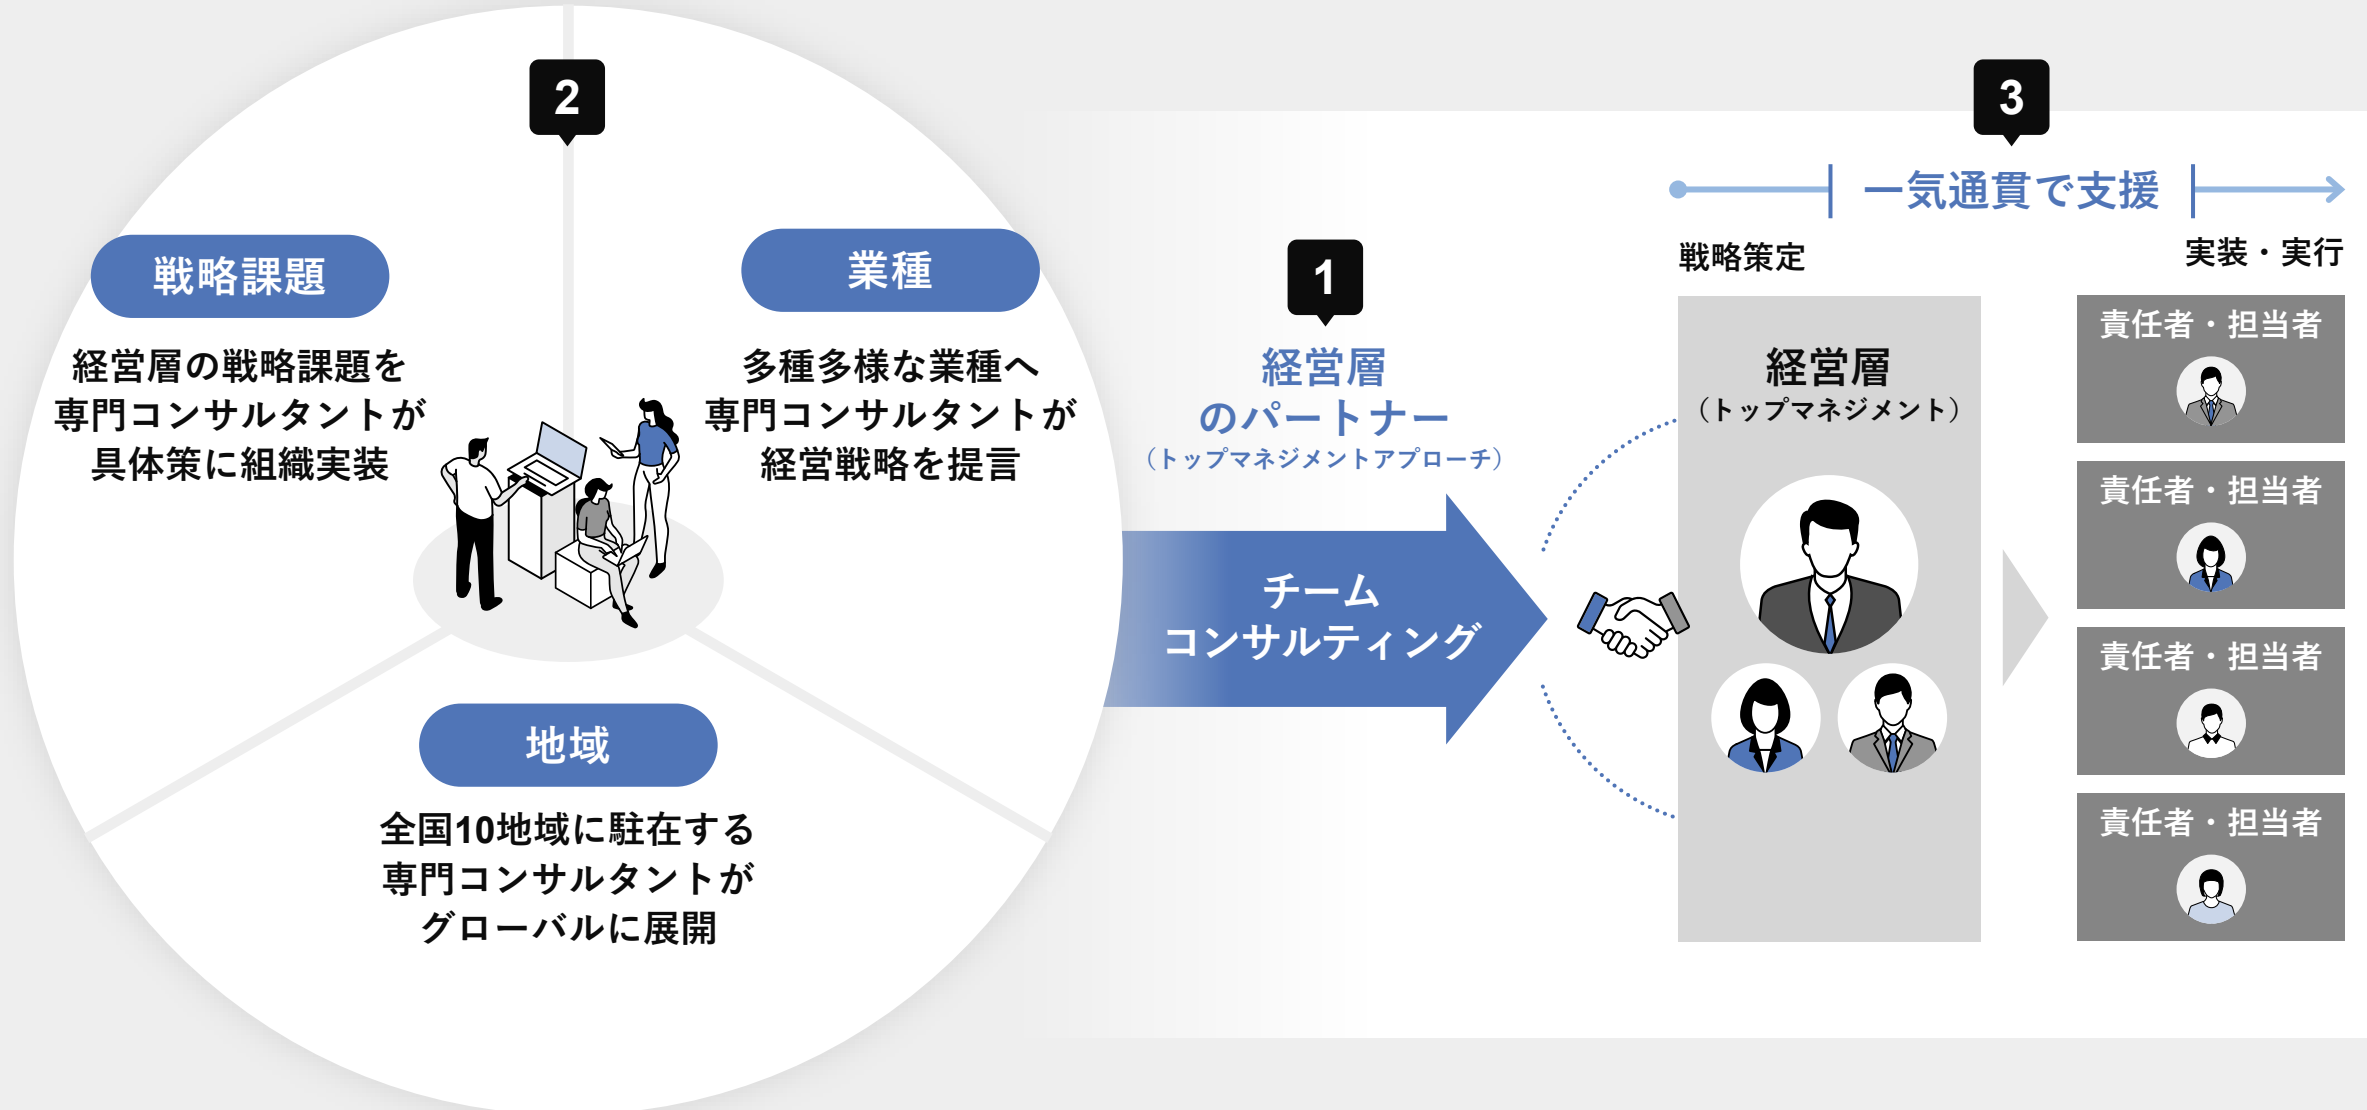 2
戦略課題
経営層の戦略課題を
専門コンサルタントが
具体策に組織実装
業種
多種多様な業種へ
専門コンサルタントが
経営戦略を提言
地域
全国10地域に駐在する
専門コンサルタントが
グローバルに展開
1
経営層
のパートナー
（トップマネジメントアプローチ）
チーム
コンサルティング
3
一気通貫で支援
戦略策定
実装・実行
経営層
（トップマネジメント）
責任者・担当者
責任者・担当者
責任者・担当者
責任者・担当者